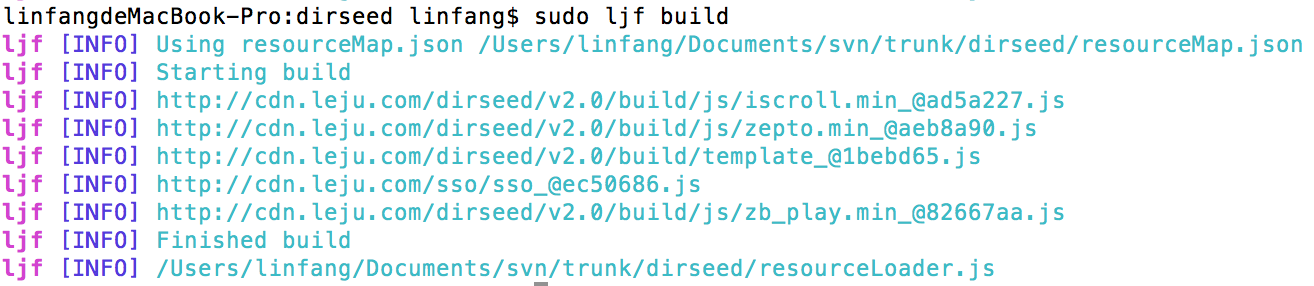 linfangdeMacBook-Pro:dirseed linfang$ sudo ljf build
ljf [INFO] Using resourceMap.json /Users/linfang/Documents/svn/trunk/dirseed/resourceMap.json
ljf [INFO] Starting build
ljf [INFO] http://cdn.leju.com/dirseed/v2.0/build/js/iscroll.min_@ad5a227.js
ljf [INFO] http://cdn.leju.com/dirseed/v2.0/build/js/zepto.min_@aeb8a90.js
ljf [INFO] http://cdn.leju.com/dirseed/v2.0/build/template_@1bebd65.js
ljf [INFO] http://cdn.leju.com/sso/sso_@ec50686.js
ljf [INFO] http://cdn.leju.com/dirseed/v2.0/build/js/zb_play.min_@82667aa.js
ljf [INFO] Finished build
ljf [INFO] /Users/linfang/Documents/svn/trunk/dirseed/resourceLoader.js